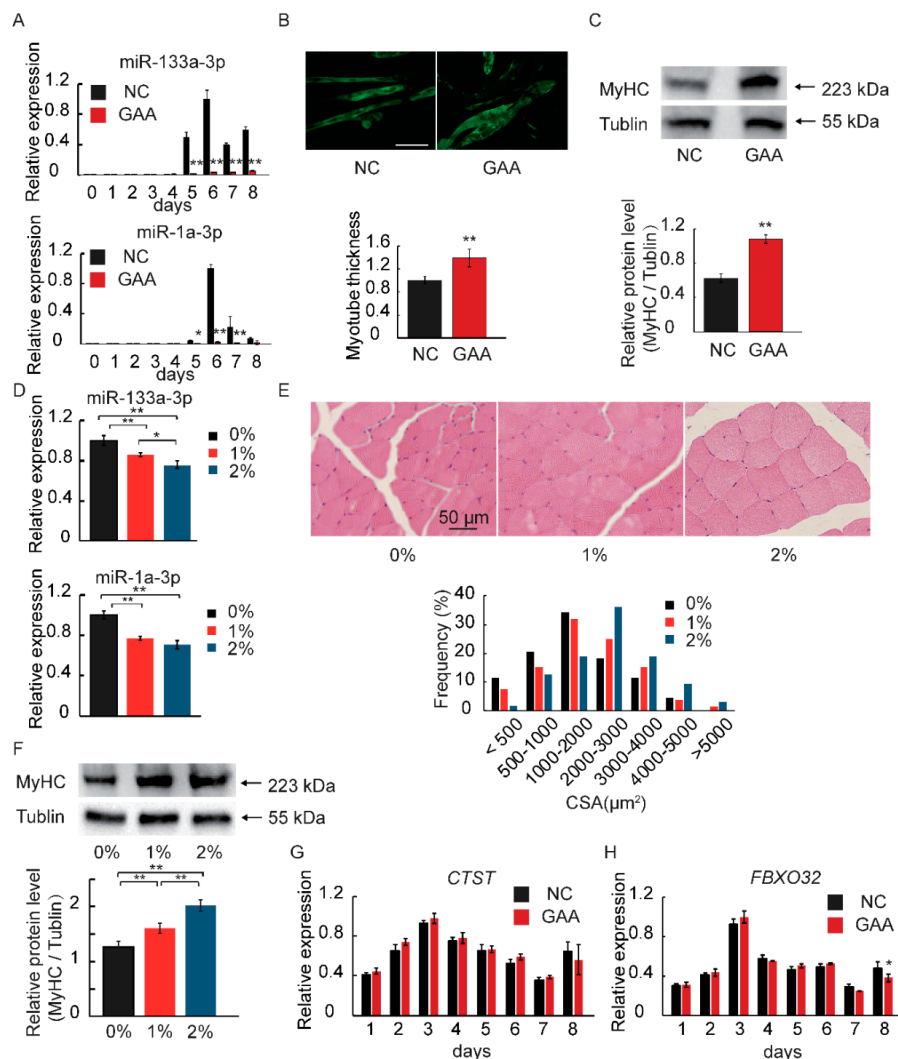 A
miR-133a-3p
Relative expression
1.2
0.8
0.4
0
NC
GAA
** ** ** **
0 1 2 3 4 5 6 7 8
days
miR-1a-3p
Relative expression
1.2
0.8
0.4
0
NC
GAA
* ** **
0 1 2 3 4 5 6 7 8
days
B
NC GAA
Myotube thickness
1.6
1.2
0.8
0.4
0
**
NC GAA
C
MyHC 223 kDa
Tublin 55 kDa
NC GAA
Relative protein level
(MyHC / Tublin)
1.2
0.6
0
**
NC GAA
D
miR-133a-3p
Relative expression
1.2
0.8
0.4
0
**
**
*
0%
1%
2%
miR-1a-3p
Relative expression
1.2
0.8
0.4
0
**
**
0%
1%
2%
E
50 µm
0% 1% 2%
Frequency (%)
40
30
20
10
0
0%
1%
2%
< 500
500-1000
1000-2000
2000-3000
3000-4000
4000-5000
>5000
CSA(µm²)
F
MyHC 223 kDa
Tublin 55 kDa
0% 1% 2%
Relative protein level
(MyHC / Tublin)
2
1
0
**
** **
0% 1% 2%
G
CTST
Relative expression
1.2
0.8
0.4
0
NC
GAA
1 2 3 4 5 6 7 8
days
H
FBXO32
Relative expression
1.2
0.8
0.4
0
NC
GAA
*
1 2 3 4 5 6 7 8
days